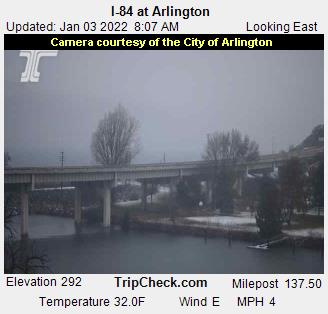 I-84 at Arlington
Updated: Jan 03 2022 8:07 AM Looking East
Camera courtesy of the City of Arlington
Elevation 292 TripCheck.com Milepost 137.50
Temperature 32.0F Wind E MPH 4